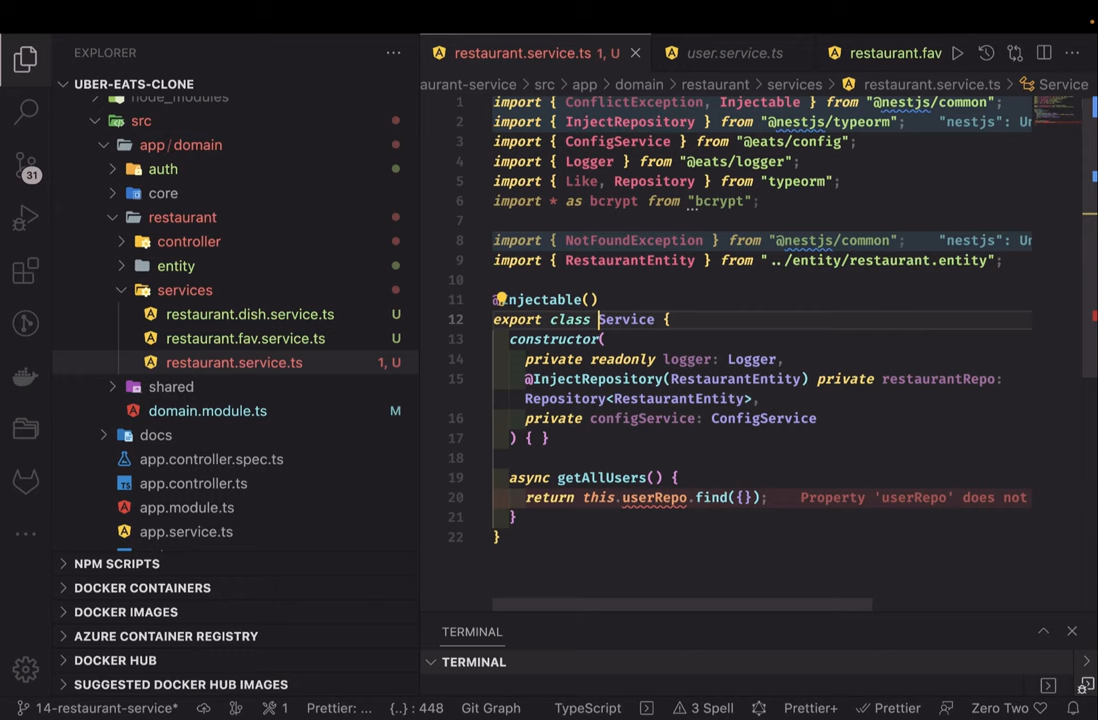 EXPLORER
UBER-EATS-CLONE
node_modules
src
app / domain
auth
core
restaurant
controller
entity
services
restaurant.dish.service.ts U
restaurant.fav.service.ts U
restaurant.service.ts 1, U
shared
domain.module.ts M
docs
app.controller.spec.ts
app.controller.ts
app.module.ts
app.service.ts
NPM SCRIPTS
DOCKER CONTAINERS
DOCKER IMAGES
AZURE CONTAINER REGISTRY
DOCKER HUB
SUGGESTED DOCKER HUB IMAGES
31
restaurant.service.ts 1, U
user.service.ts
restaurant.fav
aurant-service > src > app > domain > restaurant > services > restaurant.service.ts > Service
1 import { ConflictException, Injectable } from "@nestjs/common";
2 import { InjectRepository } from "@nestjs/typeorm"; "nestjs": Un
3 import { ConfigService } from "@eats/config";
4 import { Logger } from "@eats/logger";
5 import { Like, Repository } from "typeorm";
6 import * as bcrypt from "bcrypt";
7
8 import { NotFoundException } from "@nestjs/common"; "nestjs": Un
9 import { RestaurantEntity } from "../entity/restaurant.entity";
10
11 @Injectable()
12 export class Service {
13 constructor(
14 private readonly logger: Logger,
15 @InjectRepository(RestaurantEntity) private restaurantRepo:
Repository<RestaurantEntity>,
16 private configService: ConfigService
17 ) { }
18
19 async getAllUsers() {
20 return this.userRepo.find({}); Property 'userRepo' does not
21 }
22 }
TERMINAL
TERMINAL
14-restaurant-service* 1 Prettier: ... {..} : 448 Git Graph TypeScript 3 Spell Prettier+ Prettier Zero Two